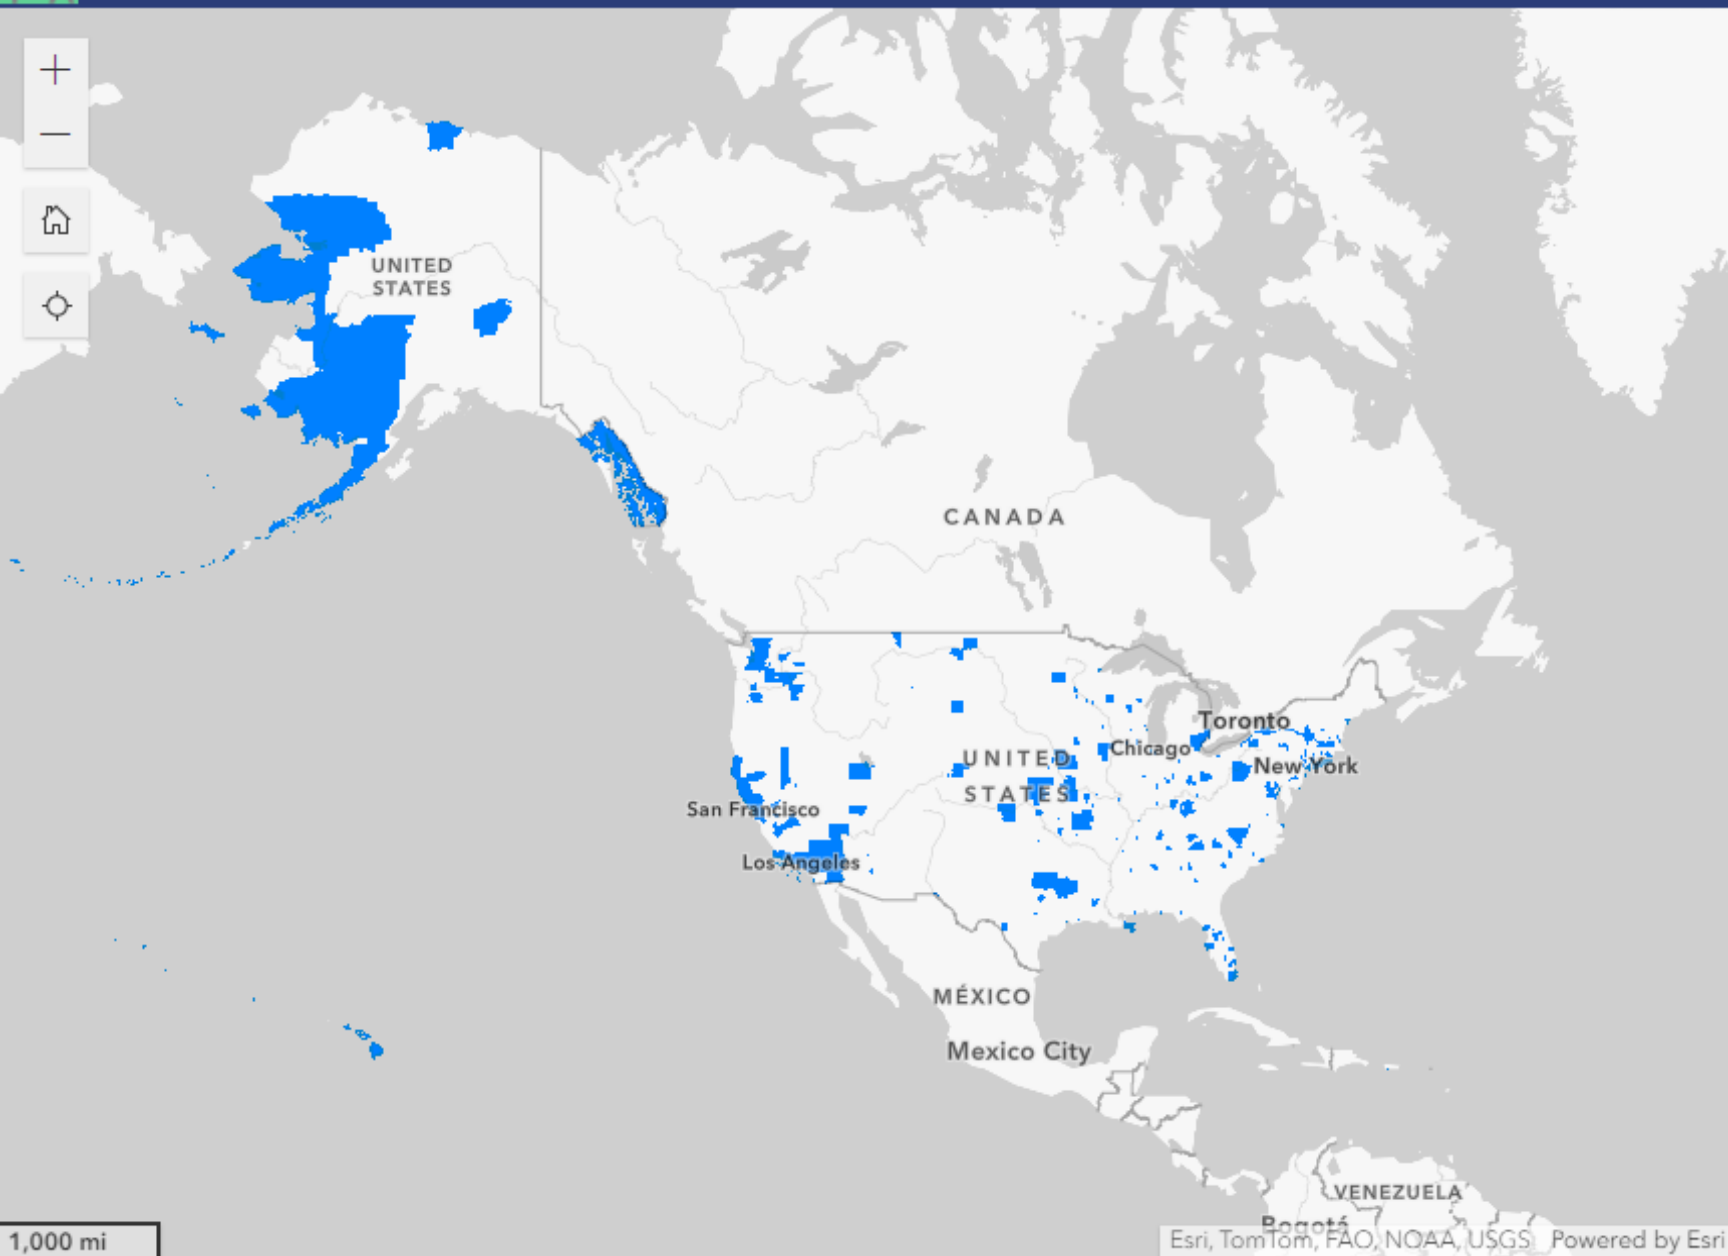 UNITED
STATES
CANADA
Toronto
Chicago
UNITED
New York
STATES
San Francisco
Los Angeles
MÉXICO
Mexico City
VENEZUELA
Bogotá
1,000 mi
Esri, TomTom, FAO, NOAA, USGS
Powered by Esri